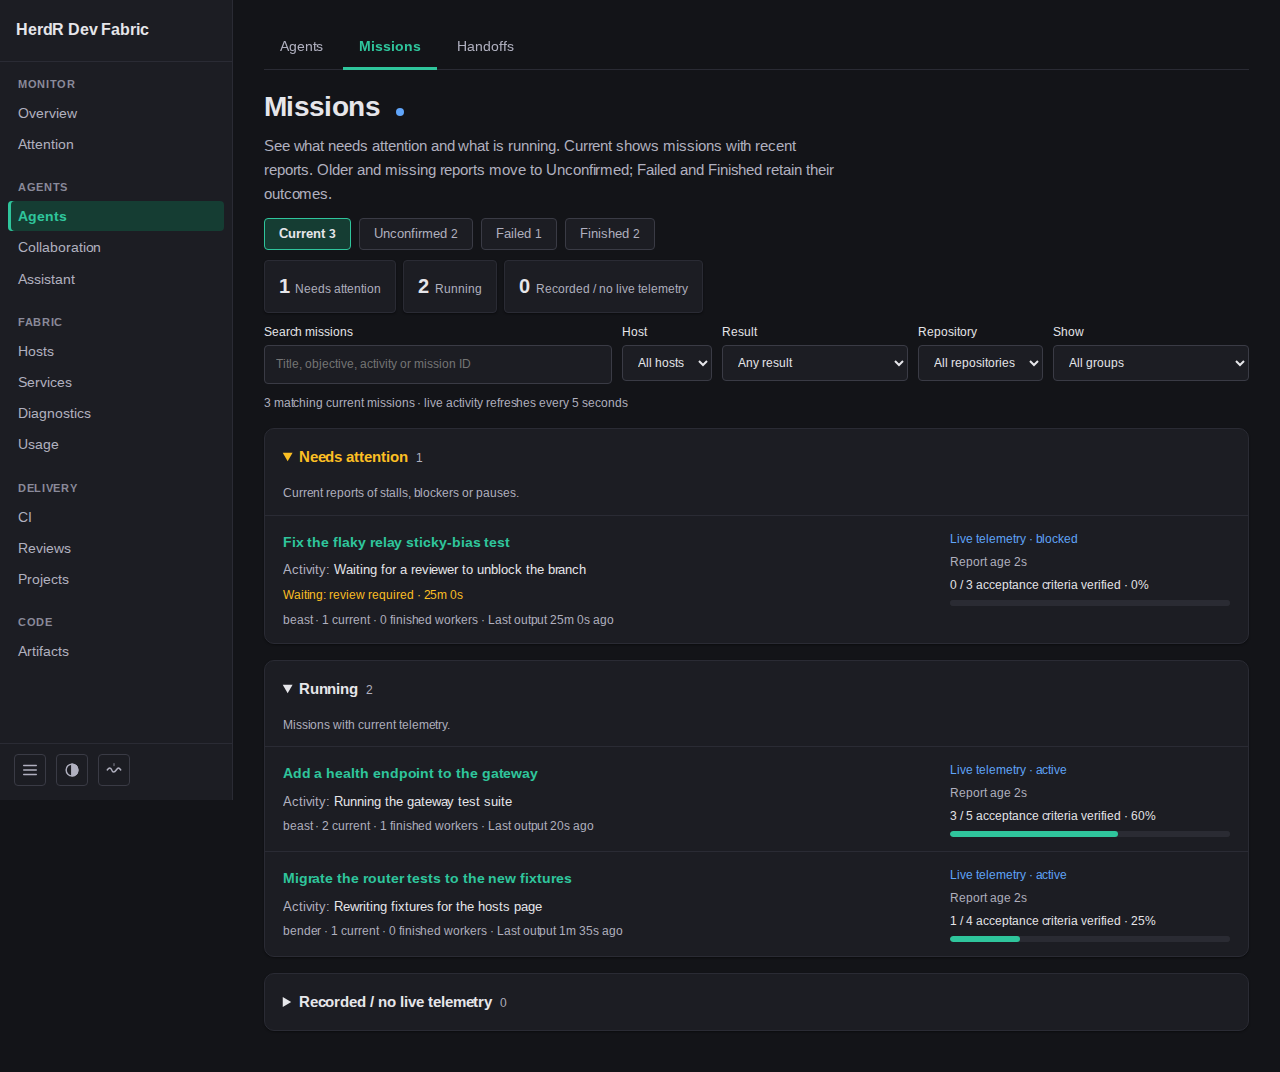 HerdR Dev Fabric
MONITOR
Overview
Attention
AGENTS
Agents
Collaboration
Assistant
FABRIC
Hosts
Services
Diagnostics
Usage
DELIVERY
CI
Reviews
Projects
CODE
Artifacts
Agents Missions Handoffs
Missions
See what needs attention and what is running. Current shows missions with recent
reports. Older and missing reports move to Unconfirmed; Failed and Finished retain their
outcomes.
Current 3 Unconfirmed 2 Failed 1 Finished 2
1 Needs attention 2 Running 0 Recorded / no live telemetry
Search missions Host Result Repository Show
Title, objective, activity or mission ID All hosts Any result All repositories All groups
3 matching current missions · live activity refreshes every 5 seconds
Needs attention 1
Current reports of stalls, blockers or pauses.
Fix the flaky relay sticky-bias test
Activity: Waiting for a reviewer to unblock the branch
Waiting: review required · 25m 0s
beast · 1 current · 0 finished workers · Last output 25m 0s ago
Live telemetry · blocked
Report age 2s
0 / 3 acceptance criteria verified · 0%
Running 2
Missions with current telemetry.
Add a health endpoint to the gateway
Activity: Running the gateway test suite
beast · 2 current · 1 finished workers · Last output 20s ago
Live telemetry · active
Report age 2s
3 / 5 acceptance criteria verified · 60%
Migrate the router tests to the new fixtures
Activity: Rewriting fixtures for the hosts page
bender · 1 current · 0 finished workers · Last output 1m 35s ago
Live telemetry · active
Report age 2s
1 / 4 acceptance criteria verified · 25%
Recorded / no live telemetry 0